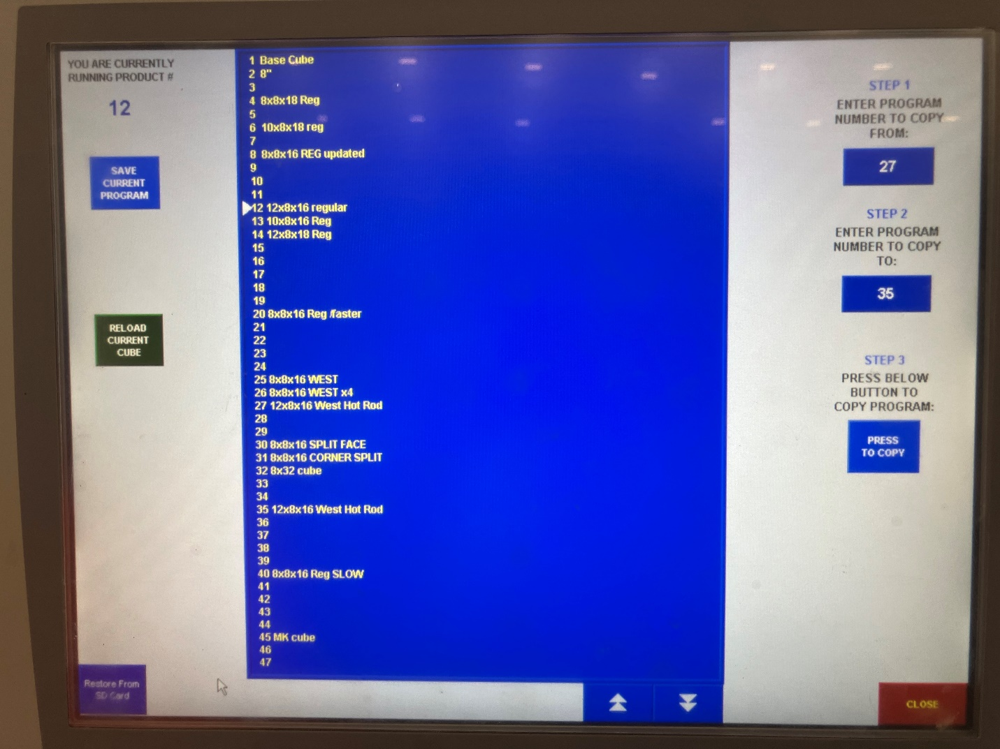 YOU ARE CURRENTLY
RUNNING PRODUCT #
12
SAVE
CURRENT
PROGRAM
RELOAD
CURRENT
CUBE
Restore From
SD Card
1 Base Cube
2 8"
3
4 8x8x18 Reg
5
6 10x8x18 reg
7
8 8x8x16 REG updated
9
10
11
12 12x8x16 regular
13 10x8x16 Reg
14 12x8x18 Reg
15
16
17
18
19
20 8x8x16 Reg /faster
21
22
23
24
25 8x8x16 WEST
26 8x8x16 WEST x4
27 12x8x16 West Hot Rod
28
29
30 8x8x16 SPLIT FACE
31 8x8x16 CORNER SPLIT
32 8x32 cube
33
34
35 12x8x16 West Hot Rod
36
37
38
39
40 8x8x16 Reg SLOW
41
42
43
44
45 MK cube
46
47
STEP 1
ENTER PROGRAM
NUMBER TO COPY
FROM:
27
STEP 2
ENTER PROGRAM
NUMBER TO COPY
TO:
35
STEP 3
PRESS BELOW
BUTTON TO
COPY PROGRAM:
PRESS
TO COPY
CLOSE